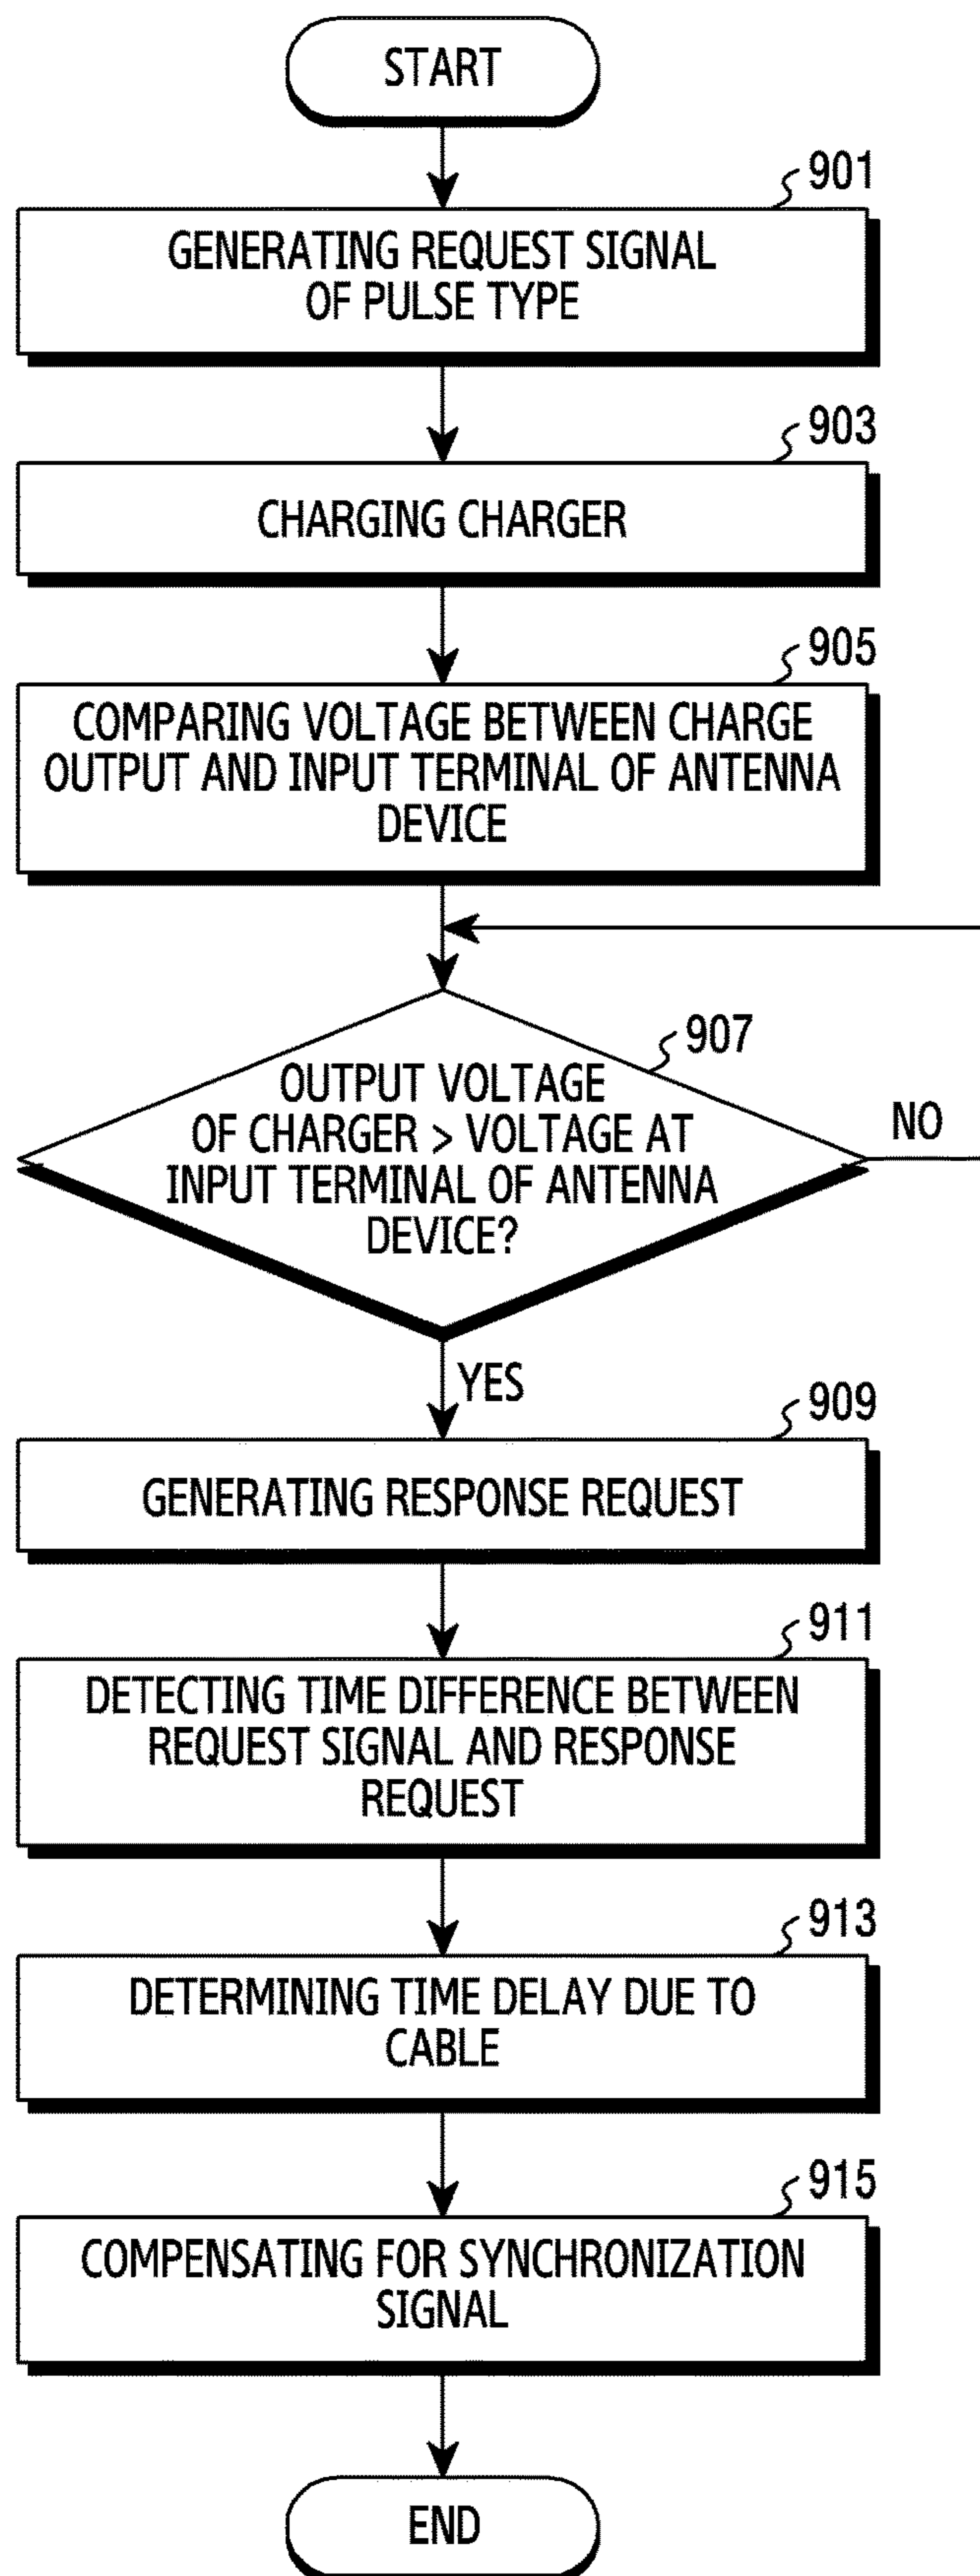 START
901
GENERATING REQUEST SIGNAL
OF PULSE TYPE
903
CHARGING CHARGER
905
COMPARING VOLTAGE BETWEEN CHARGE
OUTPUT AND INPUT TERMINAL OF ANTENNA
DEVICE
907
OUTPUT VOLTAGE
OF CHARGER > VOLTAGE AT
INPUT TERMINAL OF ANTENNA
DEVICE?
NO
YES
909
GENERATING RESPONSE REQUEST
911
DETECTING TIME DIFFERENCE BETWEEN
REQUEST SIGNAL AND RESPONSE
REQUEST
913
DETERMINING TIME DELAY DUE TO
CABLE
915
COMPENSATING FOR SYNCHRONIZATION
SIGNAL
END